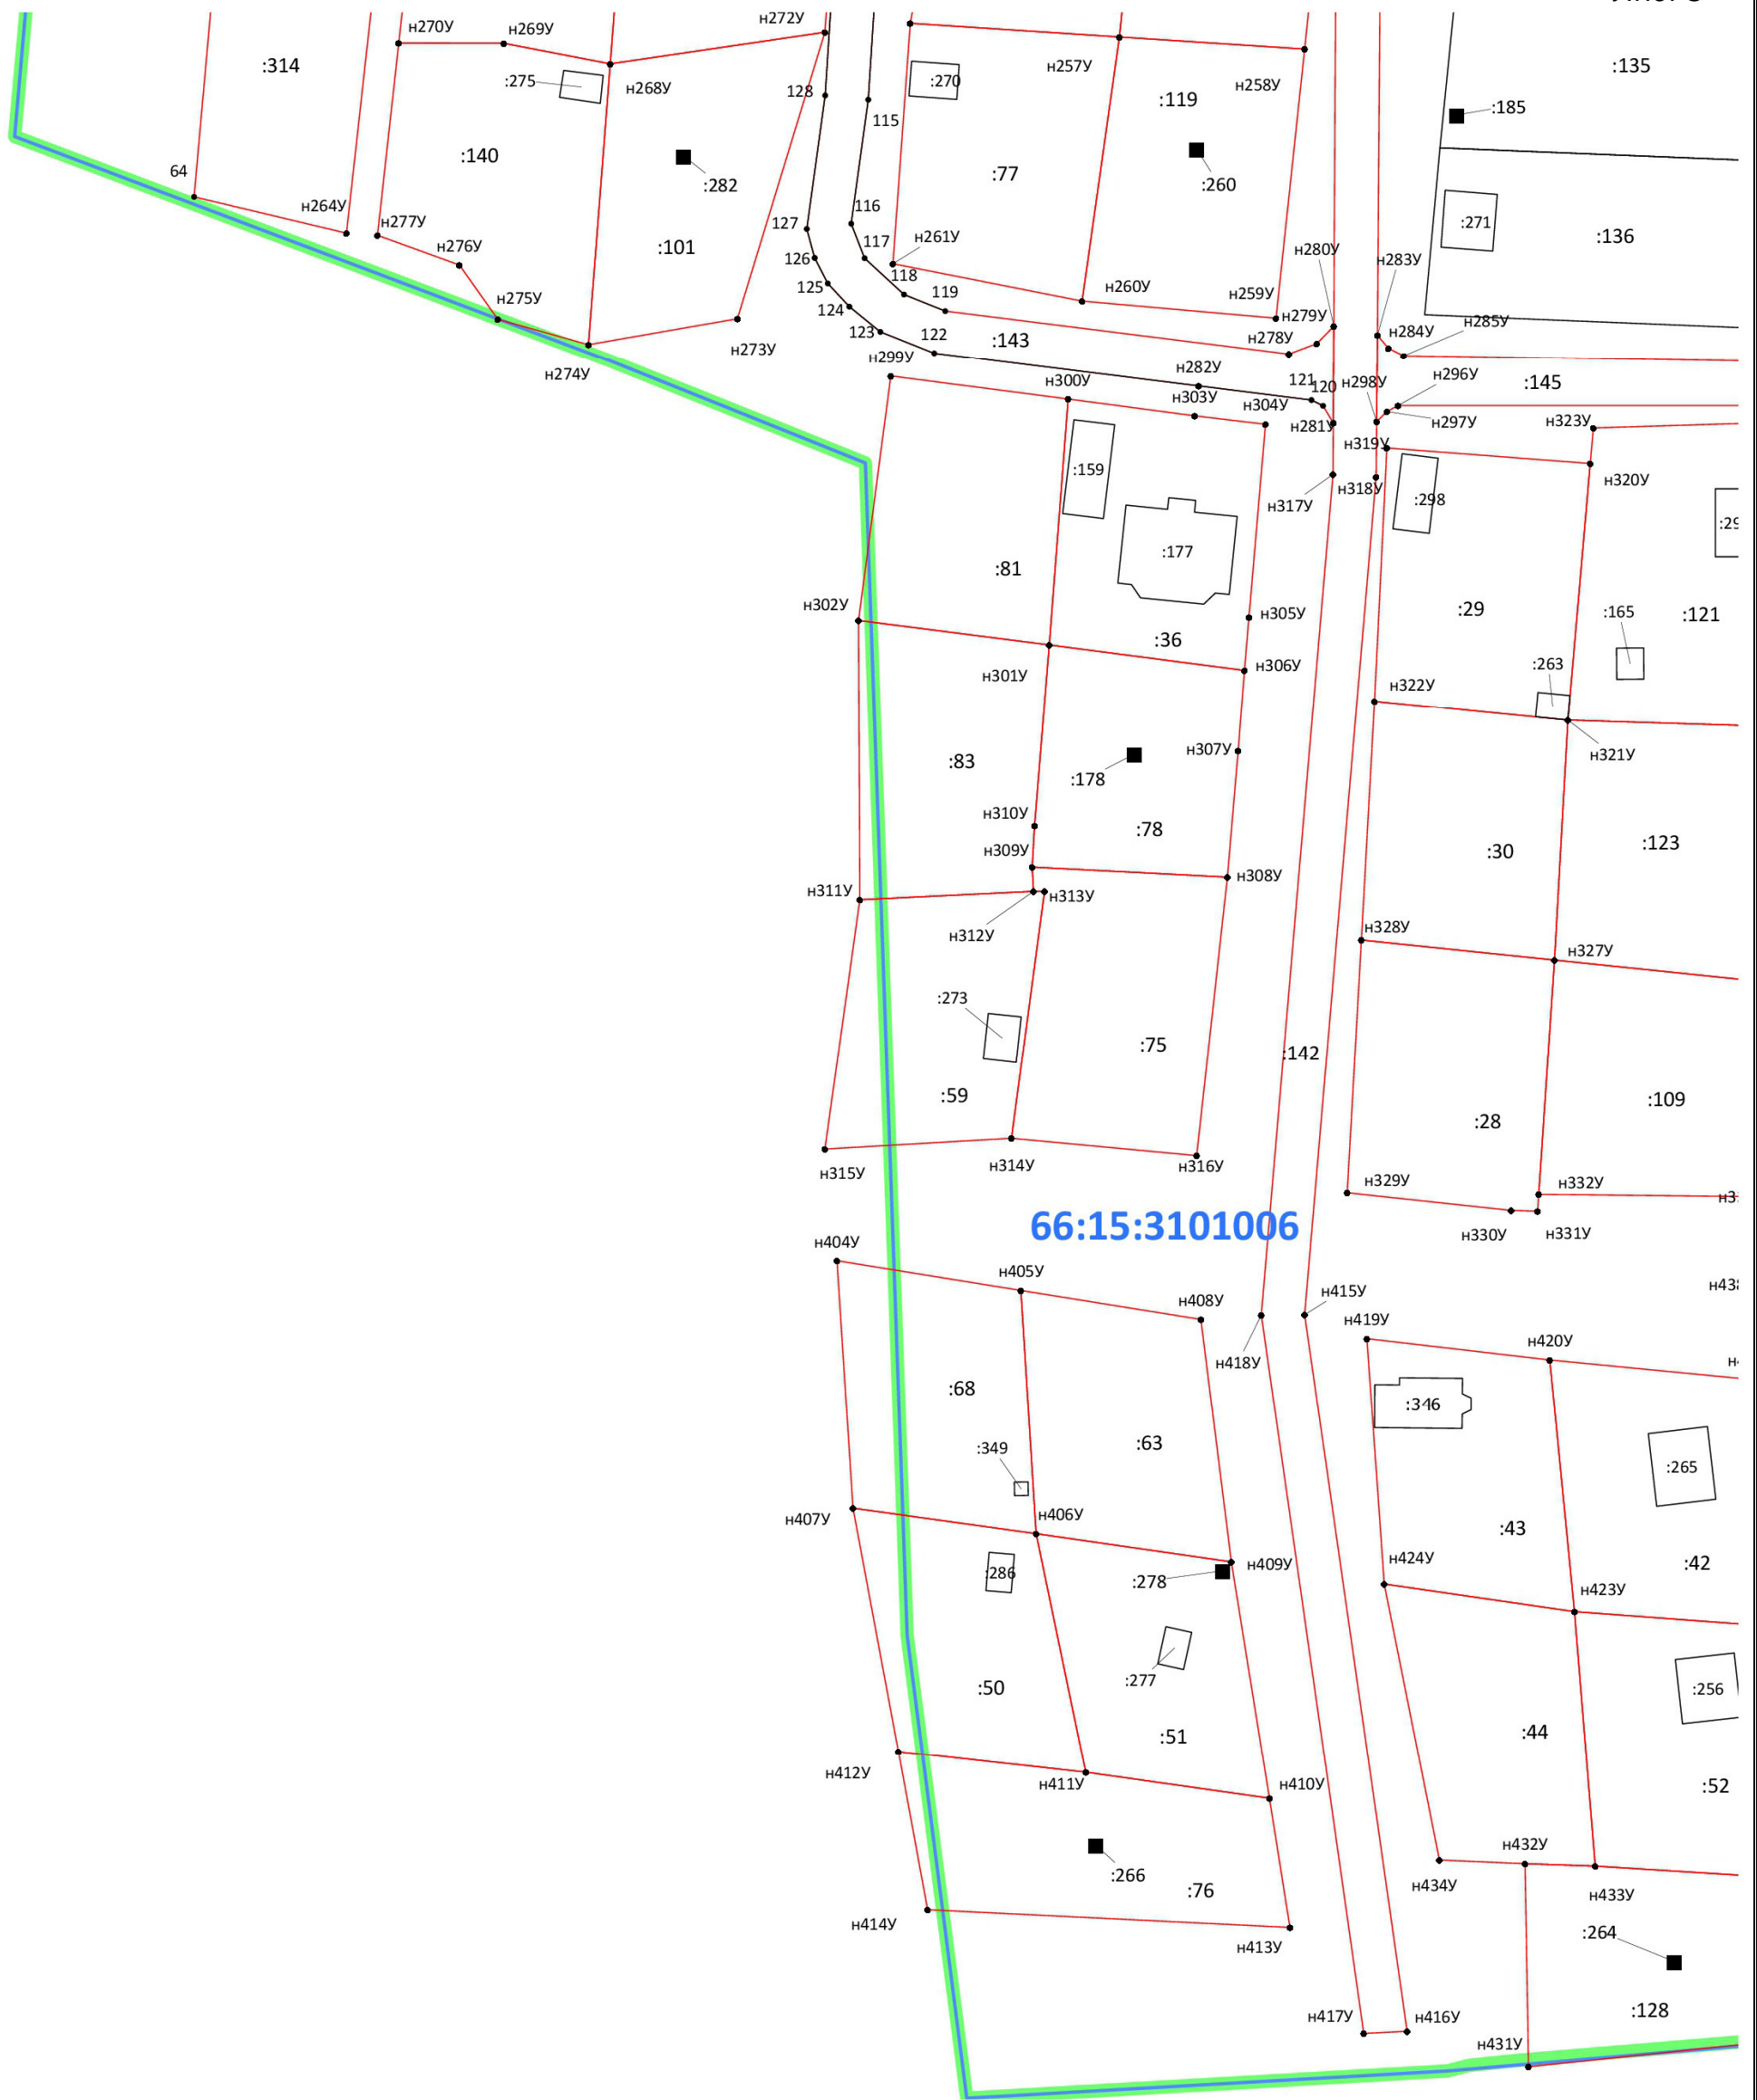 н270У
н269У
н272У
:314
:275
н268У
:140
:282
:101
64
н264У
н277У
н276У
н275У
н274У
н273У
128
115
127
116
126
117
125
118
124
119
123
122
н257У
:270
:119
н258У
:77
:260
н261У
н260У
н259У
н280У
н279У
н278У
:143
:135
:185
:271
:136
н283У
н284У
н285У
:145
н299У
н300У
н282У
н303У
н304У
121
120
н298У
н296У
н297У
н281У
н323У
н319У
н320У
н317У
н318У
:159
:177
:298
:81
:29
:165
:121
н302У
н305У
:36
н306У
:263
н301У
н322У
н321У
:83
н307У
:178
н310У
:78
:30
:123
н309У
н308У
н311У
н313У
н312У
н328У
н327У
:273
:75
:142
:59
:28
:109
н315У
н314У
н316У
н329У
н332У
н330У
н331У
66:15:3101006
н404У
н405У
н408У
н415У
н419У
н420У
н418У
:68
:346
:63
:349
:265
н407У
н406У
:43
н409У
н424У
:42
:286
:278
н423У
:277
:50
:256
:51
:44
н412У
н411У
н410У
:52
:266
н432У
:76
н434У
н433У
н414У
н413У
:264
н417У
н416У
:128
н431У